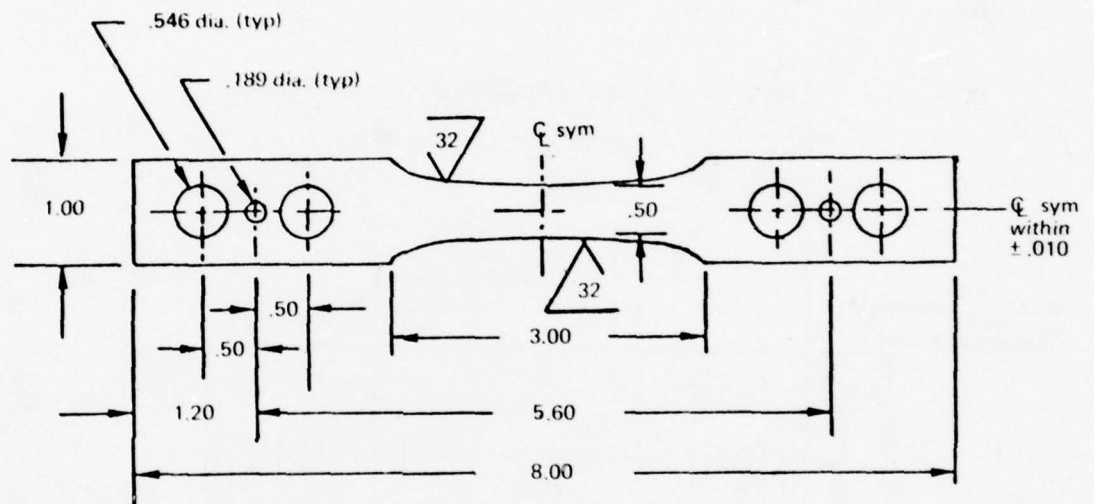 .546 dia. (typ)
.189 dia. (typ)
32
℄ sym
1.00
.50
℄ sym
within
± .010
32
.50
3.00
.50
1.20
5.60
8.00